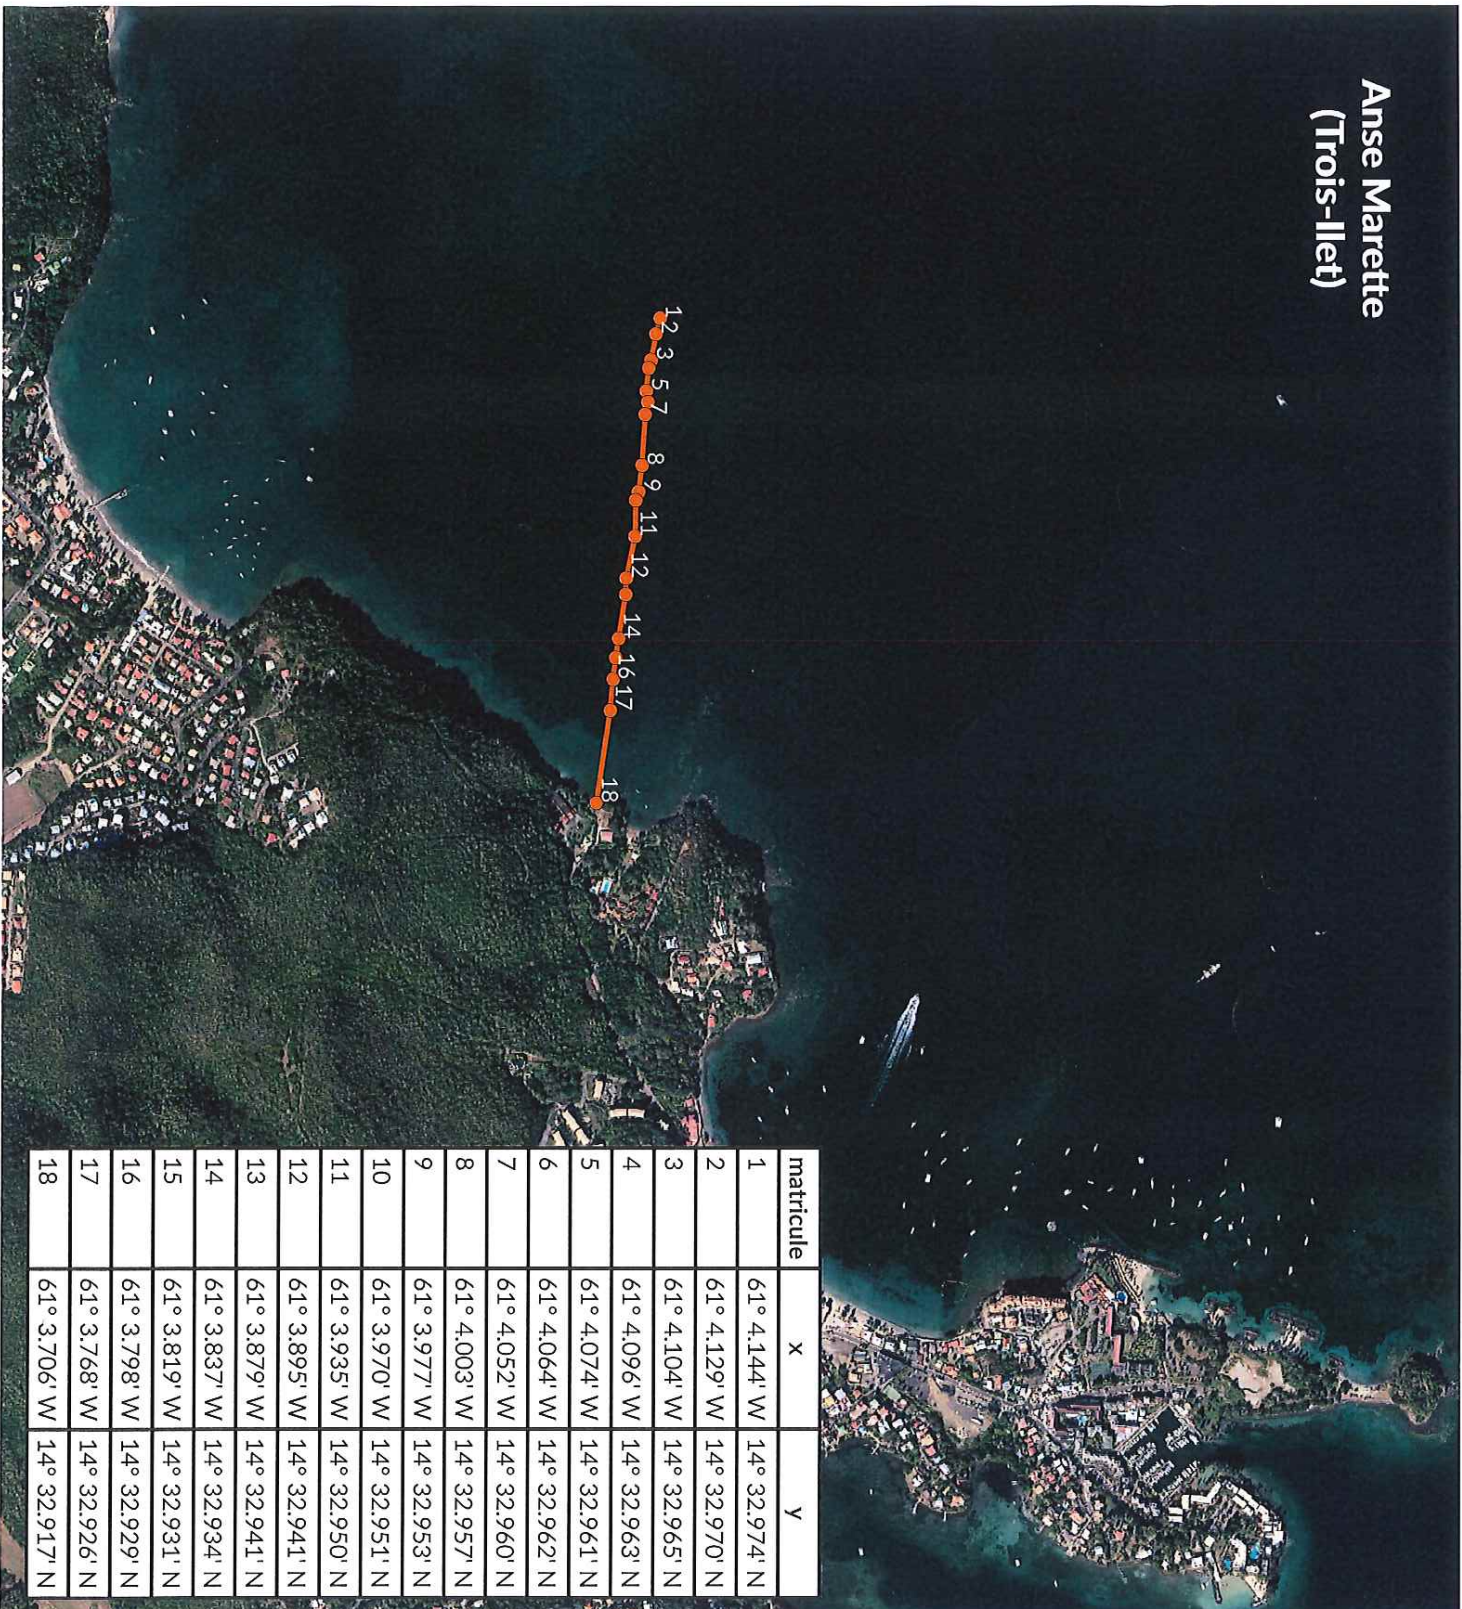 Anse Marette
(Trois-Ilet)
1
2
3
5
7
8
9
11
12
14
16
17
18
matricule x y
1 61° 4.144' W 14° 32.974' N
2 61° 4.129' W 14° 32.970' N
3 61° 4.104' W 14° 32.965' N
4 61° 4.096' W 14° 32.963' N
5 61° 4.074' W 14° 32.961' N
6 61° 4.064' W 14° 32.962' N
7 61° 4.052' W 14° 32.960' N
8 61° 4.003' W 14° 32.957' N
9 61° 3.977' W 14° 32.953' N
10 61° 3.970' W 14° 32.951' N
11 61° 3.935' W 14° 32.950' N
12 61° 3.895' W 14° 32.941' N
13 61° 3.879' W 14° 32.941' N
14 61° 3.837' W 14° 32.934' N
15 61° 3.819' W 14° 32.931' N
16 61° 3.798' W 14° 32.929' N
17 61° 3.768' W 14° 32.926' N
18 61° 3.706' W 14° 32.917' N